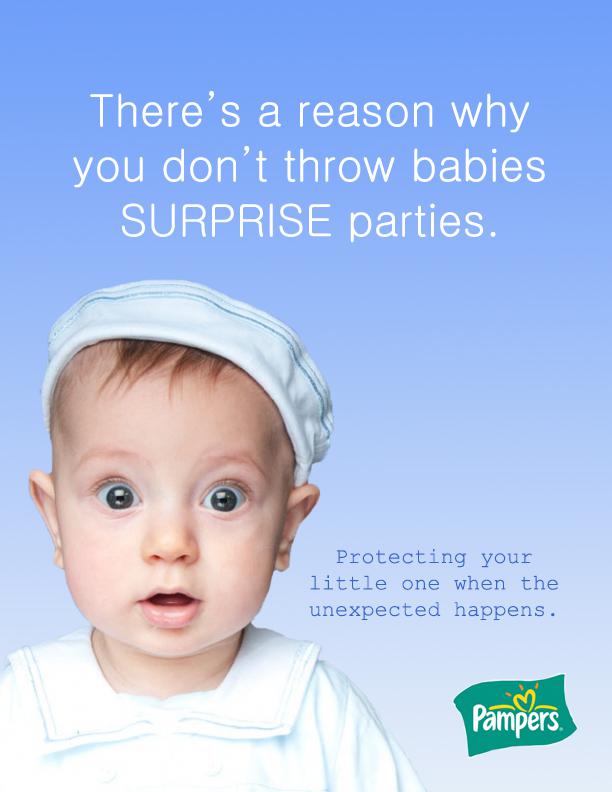 There's a reason why
you don't throw babies
SURPRISE parties.
Protecting your
little one when the
unexpected happens.
Pampers®